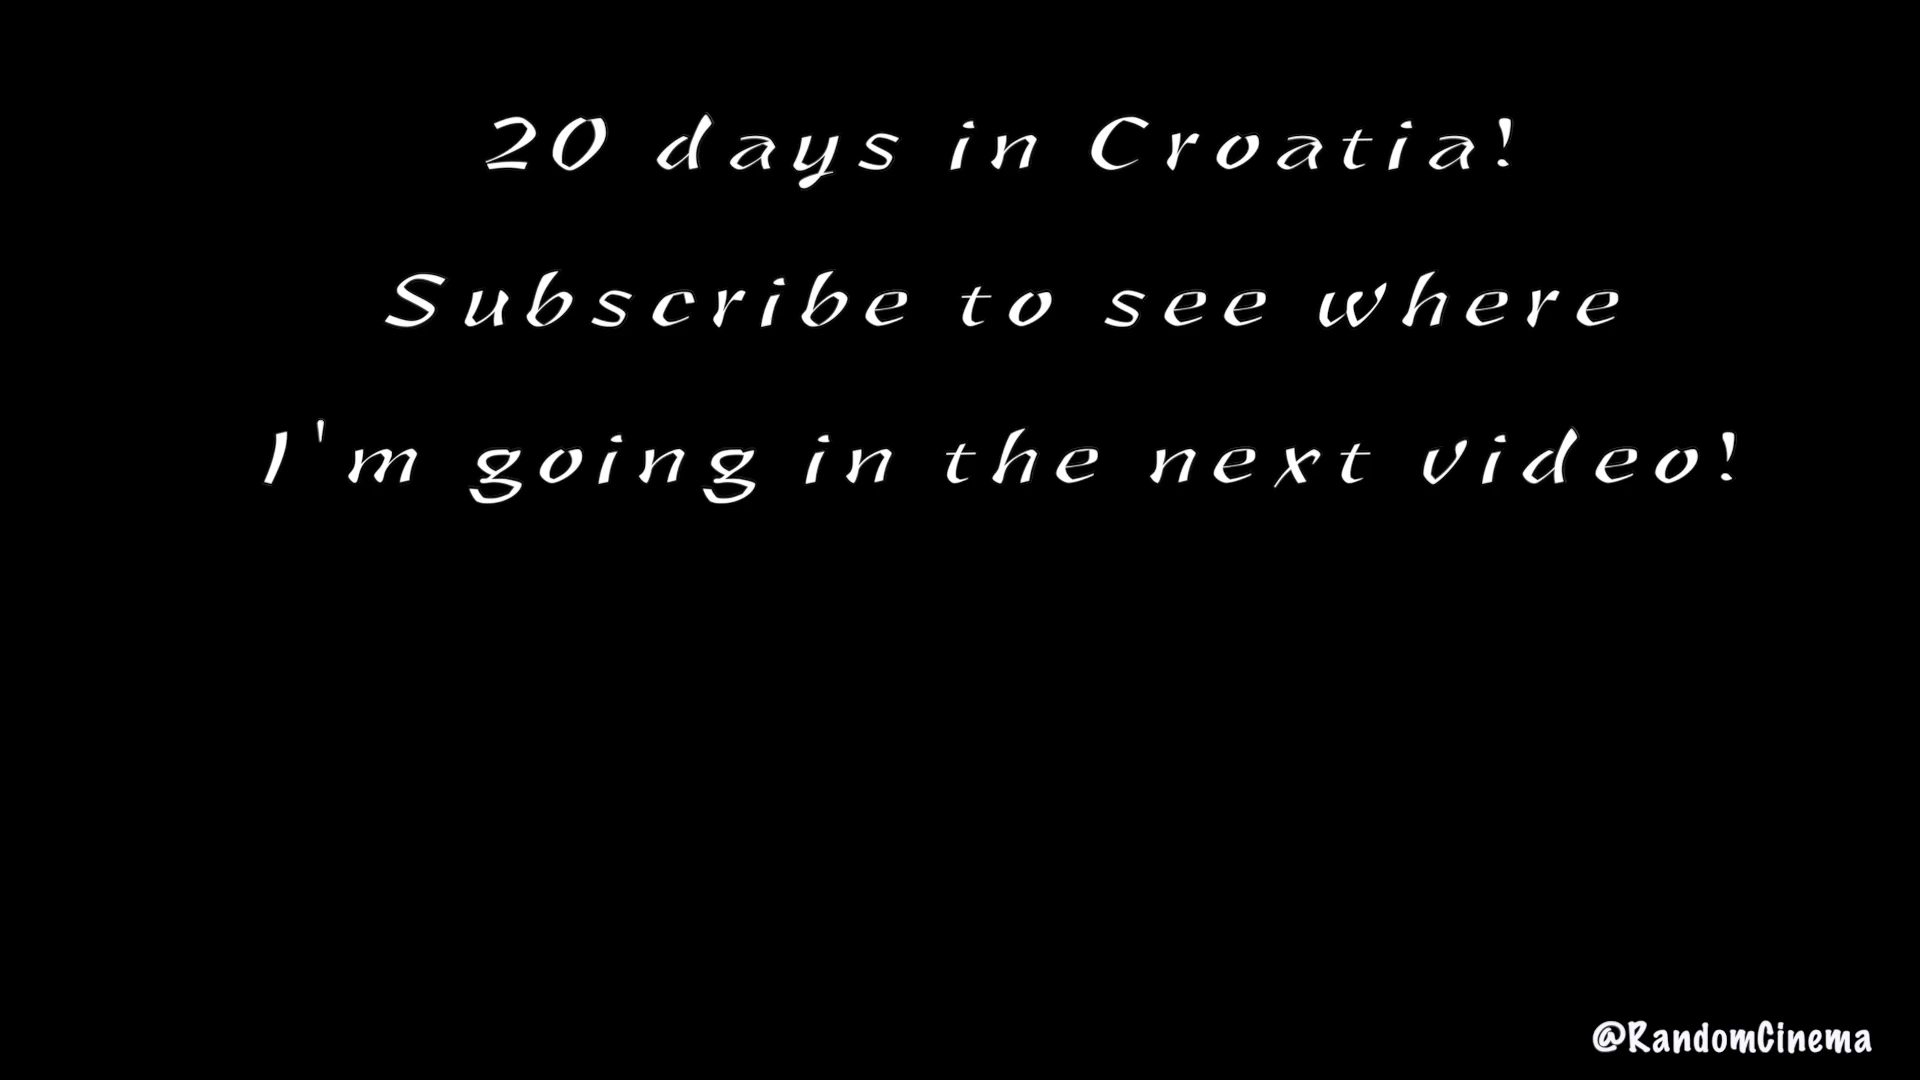 20 days in Croatia!
Subscribe to see where
I'm going in the next video!
@RandomCinema